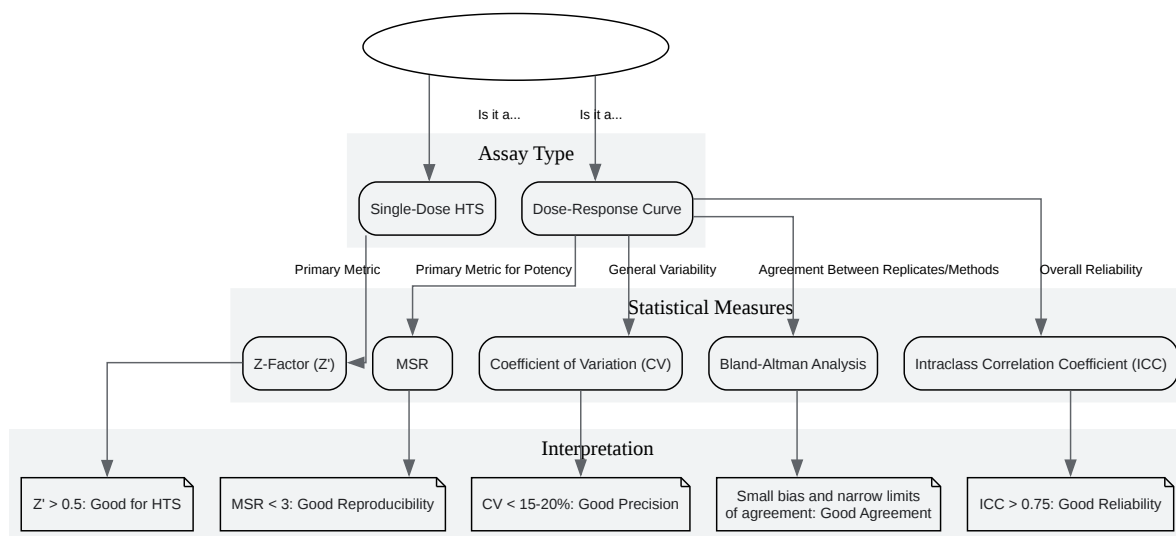 Is it a...
Is it a...
Assay Type
Single-Dose HTS
Dose-Response Curve
Primary Metric
Primary Metric for Potency
General Variability
Agreement Between Replicates/Methods
Overall Reliability
Statistical Measures
Z-Factor (Z')
MSR
Coefficient of Variation (CV)
Bland-Altman Analysis
Intraclass Correlation Coefficient (ICC)
Interpretation
Z' > 0.5: Good for HTS
MSR < 3: Good Reproducibility
CV < 15-20%: Good Precision
Small bias and narrow limits
of agreement: Good Agreement
ICC > 0.75: Good Reliability